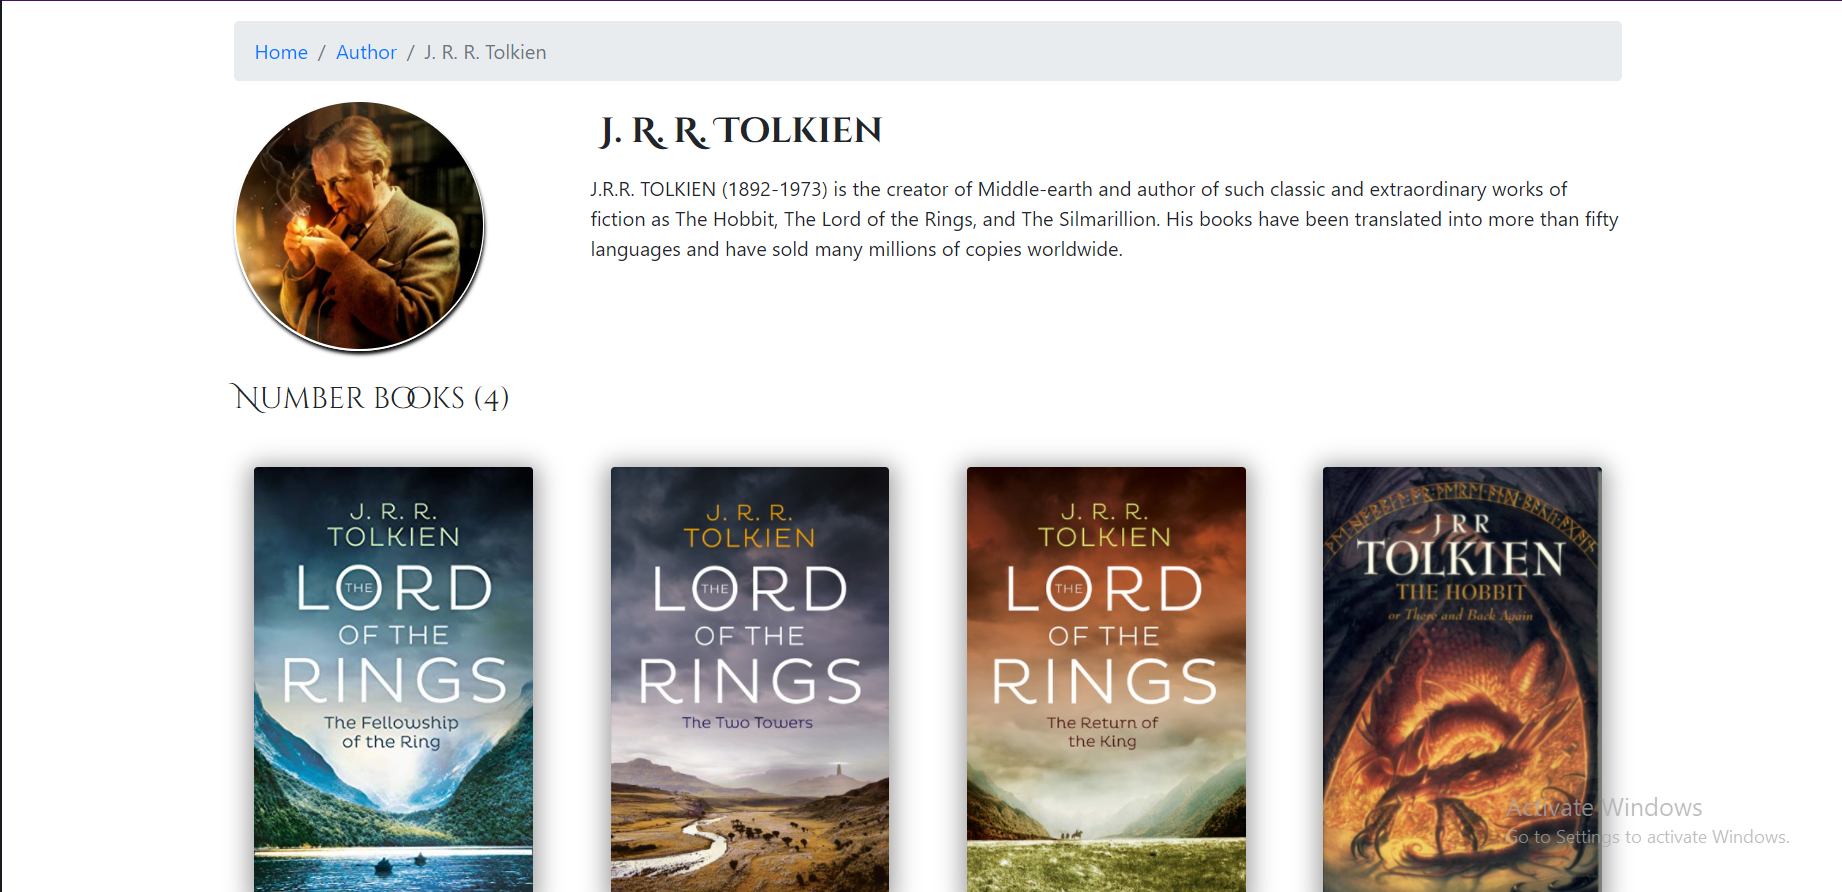 Home / Author / J. R. R. Tolkien
J. R. R. Tolkien
J.R.R. TOLKIEN (1892-1973) is the creator of Middle-earth and author of such classic and extraordinary works of
fiction as The Hobbit, The Lord of the Rings, and The Silmarillion. His books have been translated into more than fifty
languages and have sold many millions of copies worldwide.
Number books (4)
J. R. R.
TOLKIEN
THE LORD
OF THE
RINGS
The Fellowship
of the Ring
J. R. R.
TOLKIEN
THE LORD
OF THE
RINGS
The Two Towers
J. R. R.
TOLKIEN
THE LORD
OF THE
RINGS
The Return of
the King
J R R
TOLKIEN
THE HOBBIT
or There and Back Again
Activate Windows
Go to Settings to activate Windows.